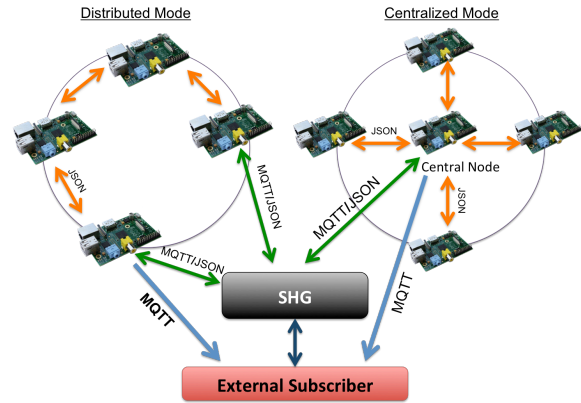 Distributed Mode
Centralized Mode
JSON
Central Node
JSON
MQTT/JSON
MQTT/JSON
JSON
MQTT/JSON
MQTT
MQTT
SHG
External Subscriber